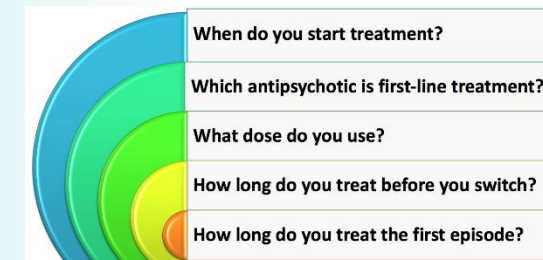 When do you start treatment?
Which antipsychotic is first-line treatment?
What dose do you use?
How long do you treat before you switch?
How long do you treat the first episode?